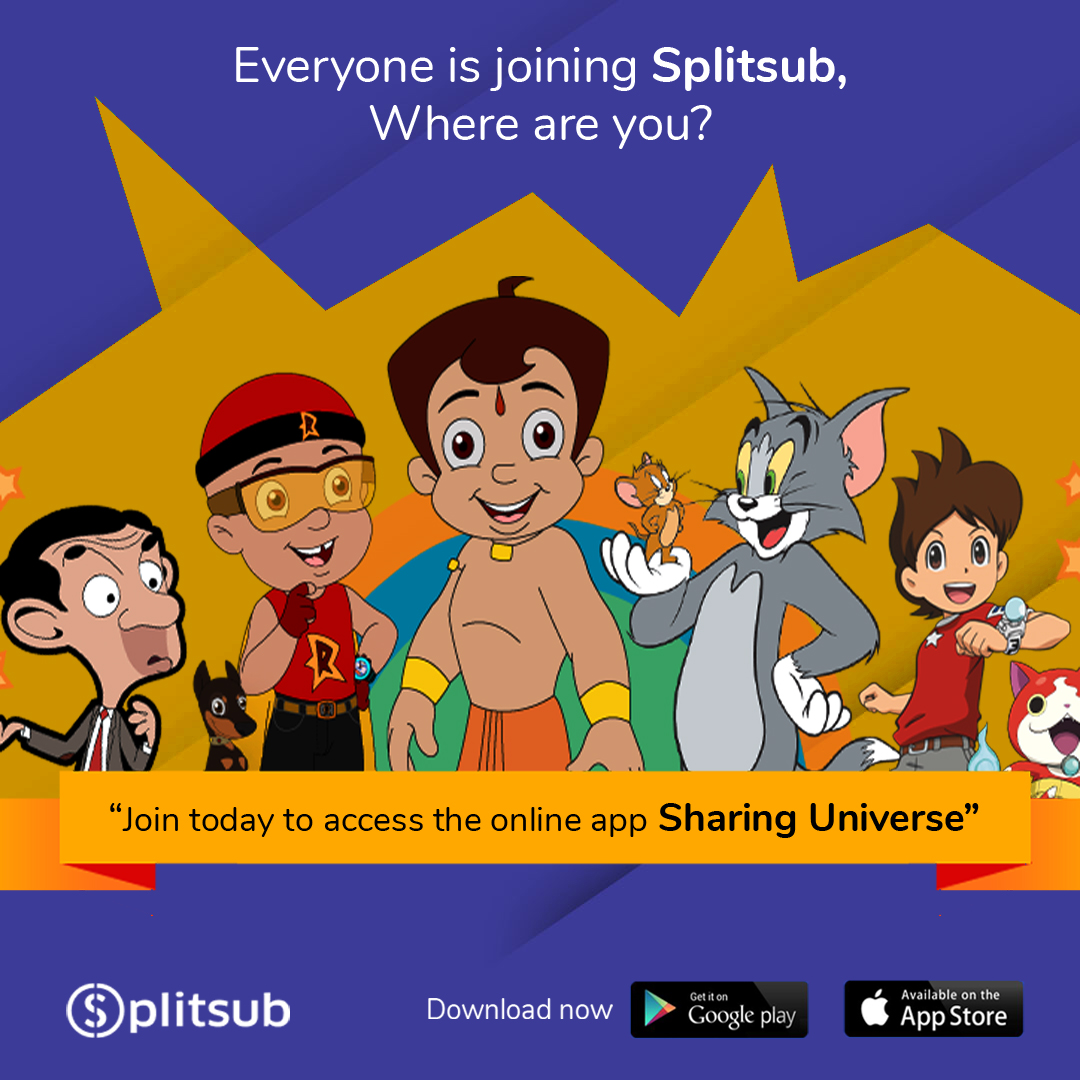 Everyone is joining Splitsub,
Where are you?
R
R
“Join today to access the online app Sharing Universe”
Splitsub
Download now
Get it on
Google play
Available on the
App Store